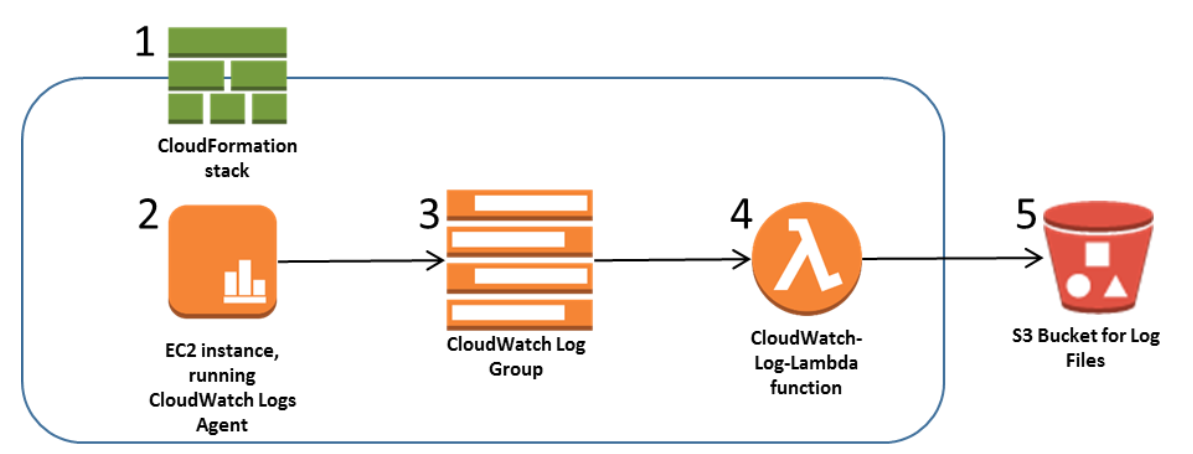 1
CloudFormation
stack
2
EC2 instance,
running
CloudWatch Logs
Agent
3
CloudWatch Log
Group
4
CloudWatch-
Log-Lambda
function
5
S3 Bucket for Log
Files